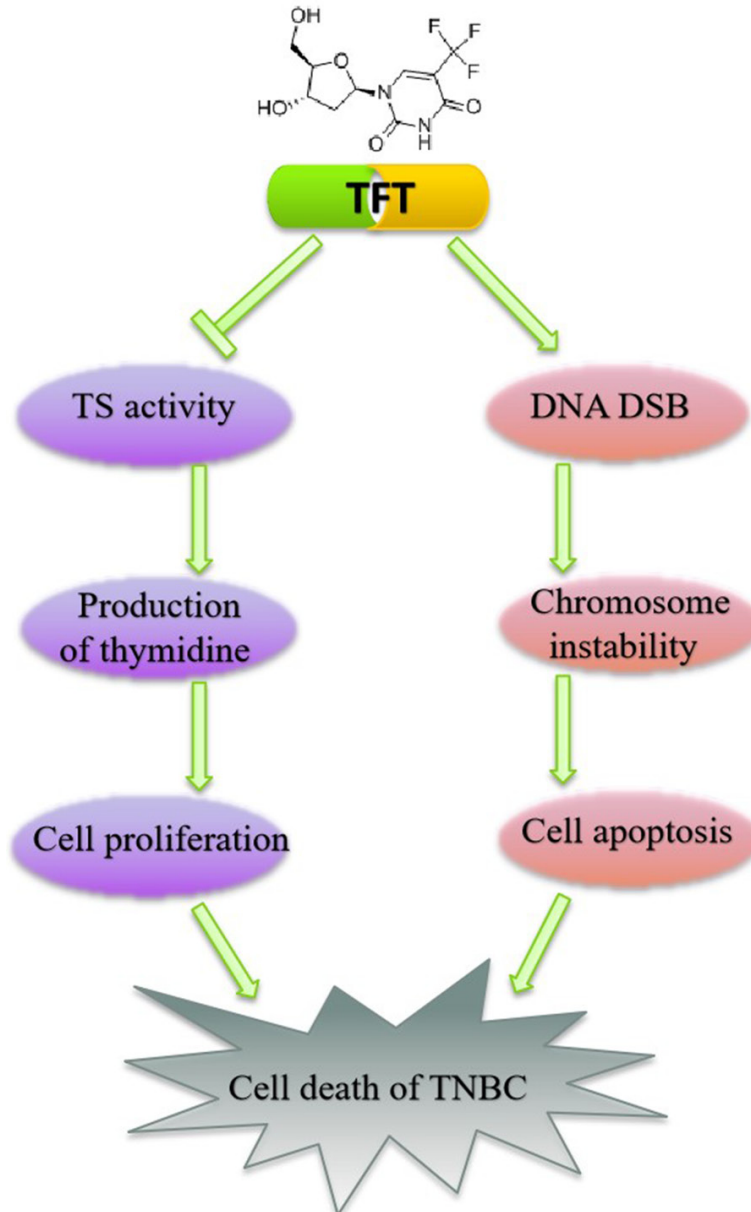 OH
F
F
F
O
HO
N
O
N
H
O
TFT
TS activity
DNA DSB
Production
of thymidine
Chromosome
instability
Cell proliferation
Cell apoptosis
Cell death of TNBC